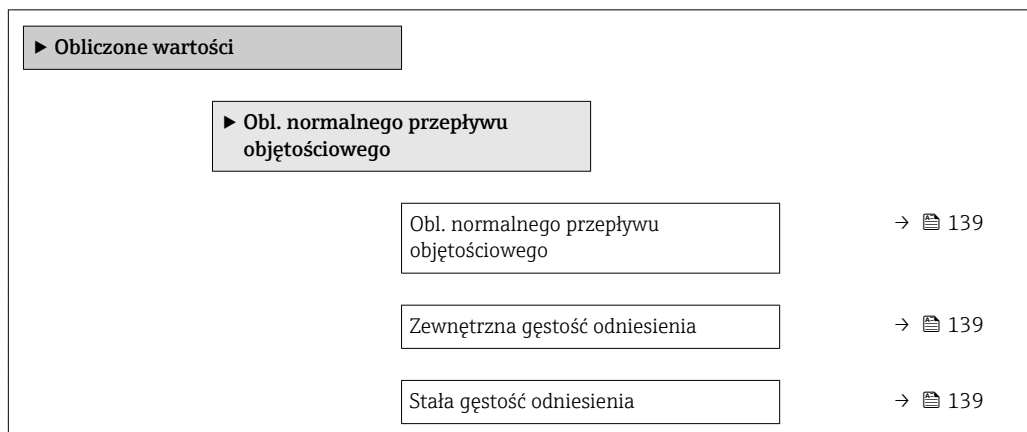 ► Obliczone wartości
► Obl. normalnego przepływu
objętościowego
Obl. normalnego przepływu
objętościowego
→ 139
Zewnętrzna gęstość odniesienia → 139
Stała gęstość odniesienia → 139